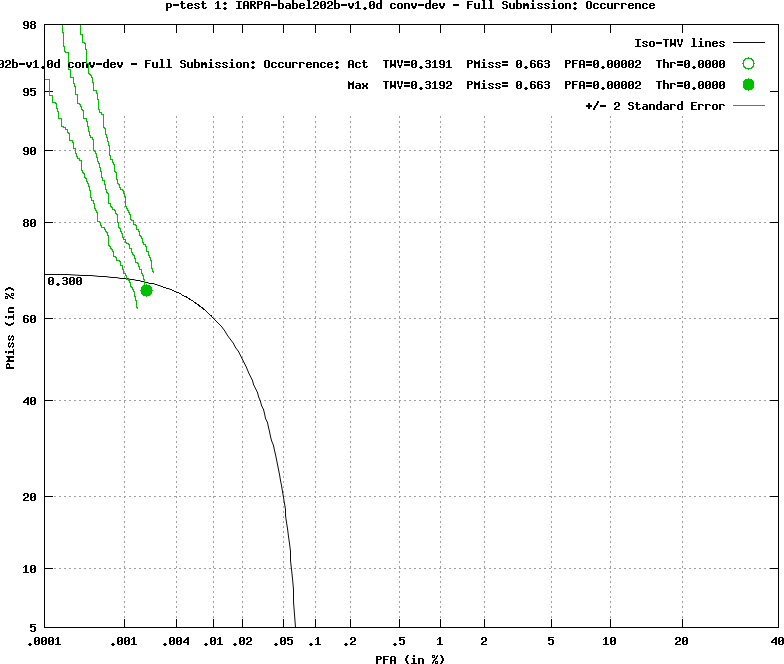 p-test 1: IARPA-babel202b-v1.0d conv-dev - Full Submission: Occurrence
Iso-TWV lines
02b-v1.0d conv-dev - Full Submission: Occurrence: Act TWV=0.3191 PMiss= 0.663 PFA=0.00002 Thr=0.0000
Max TWV=0.3192 PMiss= 0.663 PFA=0.00002 Thr=0.0000
+/- 2 Standard Error
98
95
90
80
60
40
20
10
5
PMiss (in %)
0.300
.0001 .001 .004 .01 .02 .05 .1 .2 .5 1 2 5 10 20 40
PFA (in %)